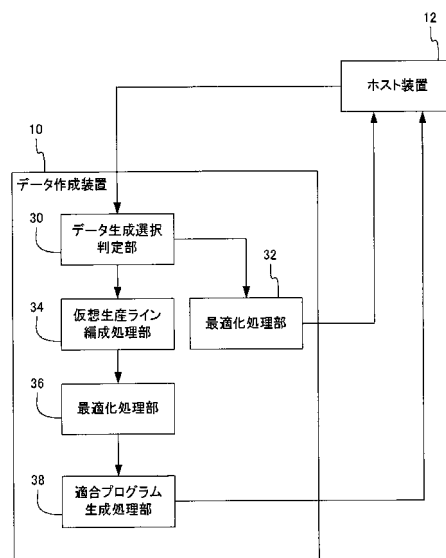 12
ホスト装置
10
データ作成装置
30
データ生成選択
判定部
32
最適化処理部
34
仮想生産ライン
編成処理部
36
最適化処理部
38
適合プログラム
生成処理部